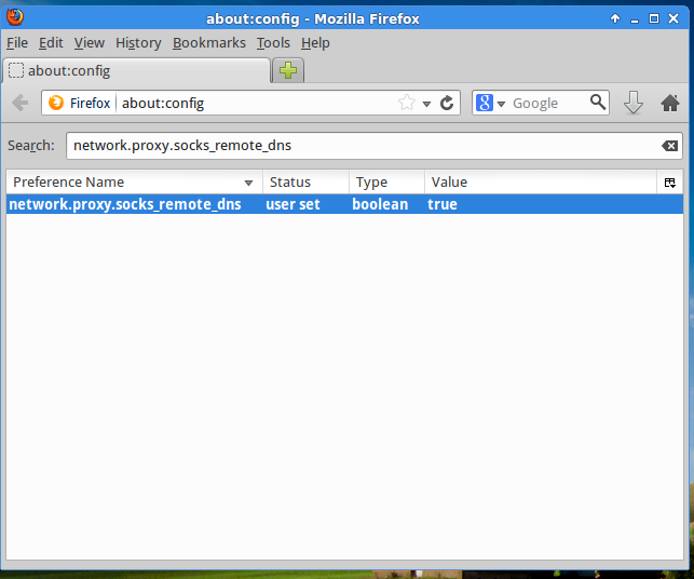 about:config - Mozilla Firefox
File Edit View History Bookmarks Tools Help
about:config
Firefox about:config Google
Search: network.proxy.socks_remote_dns
Preference Name Status Type Value
network.proxy.socks_remote_dns user set boolean true